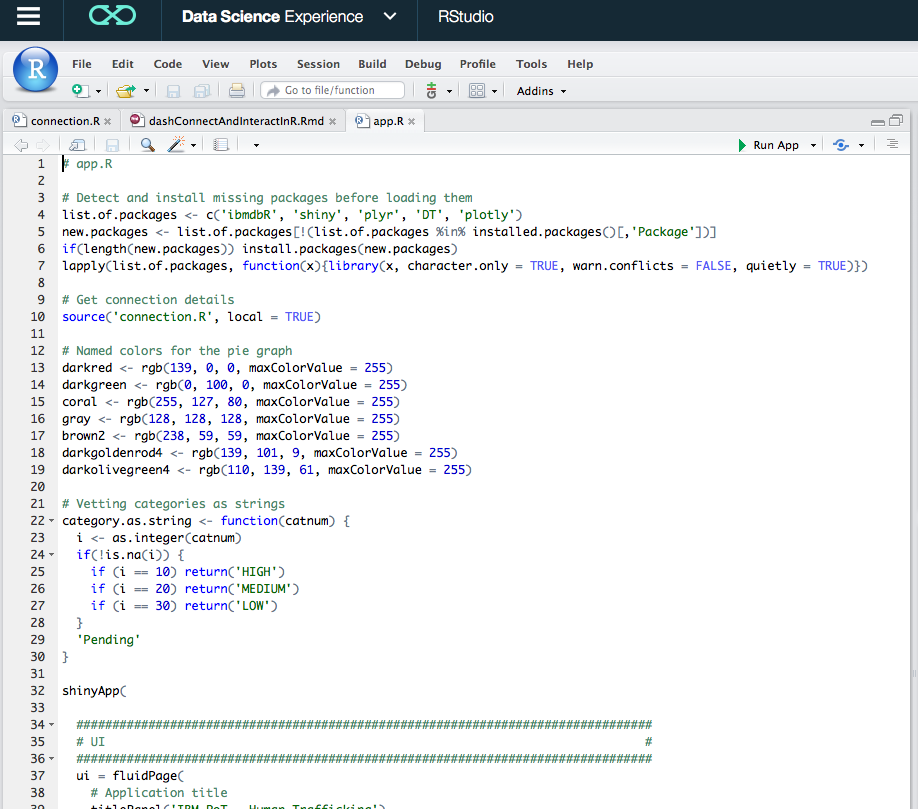 Data Science Experience RStudio
R File Edit Code View Plots Session Build Debug Profile Tools Help
Go to file/function Addins
connection.R dashConnectAndInteractInR.Rmd app.R
Run App
1 # app.R
2
3 # Detect and install missing packages before loading them
4 list.of.packages <- c('ibmdbR', 'shiny', 'plyr', 'DT', 'plotly')
5 new.packages <- list.of.packages[!(list.of.packages %in% installed.packages()[,'Package'])]
6 if(length(new.packages)) install.packages(new.packages)
7 lapply(list.of.packages, function(x){library(x, character.only = TRUE, warn.conflicts = FALSE, quietly = TRUE)})
8
9 # Get connection details
10 source('connection.R', local = TRUE)
11
12 # Named colors for the pie graph
13 darkred <- rgb(139, 0, 0, maxColorValue = 255)
14 darkgreen <- rgb(0, 100, 0, maxColorValue = 255)
15 coral <- rgb(255, 127, 80, maxColorValue = 255)
16 gray <- rgb(128, 128, 128, maxColorValue = 255)
17 brown2 <- rgb(238, 59, 59, maxColorValue = 255)
18 darkgoldenrod4 <- rgb(139, 101, 9, maxColorValue = 255)
19 darkolivegreen4 <- rgb(110, 139, 61, maxColorValue = 255)
20
21 # Vetting categories as strings
22 category.as.string <- function(catnum) {
23 i <- as.integer(catnum)
24 if(!is.na(i)) {
25 if (i == 10) return('HIGH')
26 if (i == 20) return('MEDIUM')
27 if (i == 30) return('LOW')
28 }
29 'Pending'
30 }
31
32 shinyApp(
33
34 ################################################################################
35 # UI #
36 ################################################################################
37 ui = fluidPage(
38 # Application title
39 titlePanel('IBM PoT - Human Trafficking'),